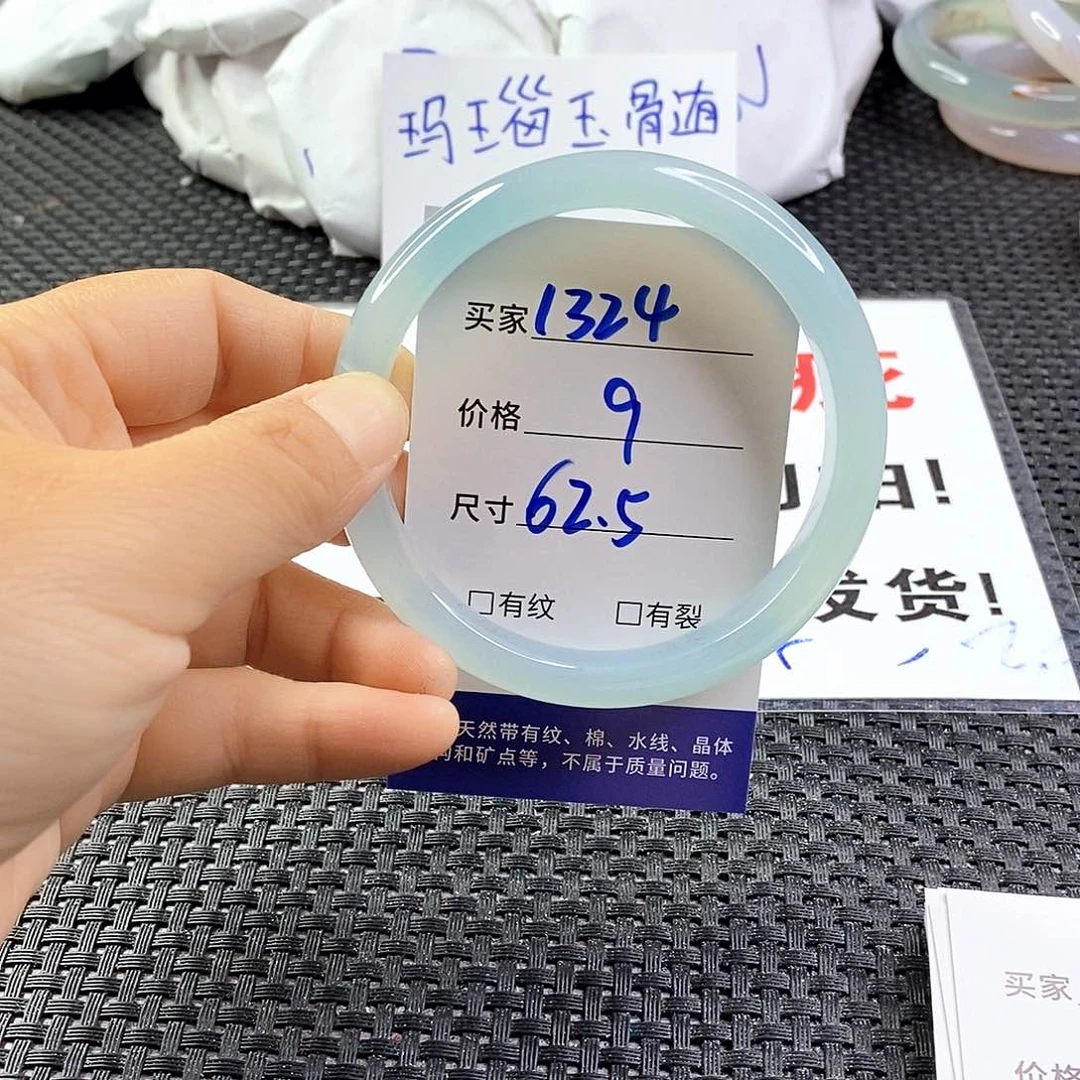 玛瑙玉骨髓
买家 1324
价格 9
尺寸 62.5
□有纹 □有裂
天然带有纹、棉、水线、晶体
和矿点等，不属于质量问题。
发货!
买家
价格